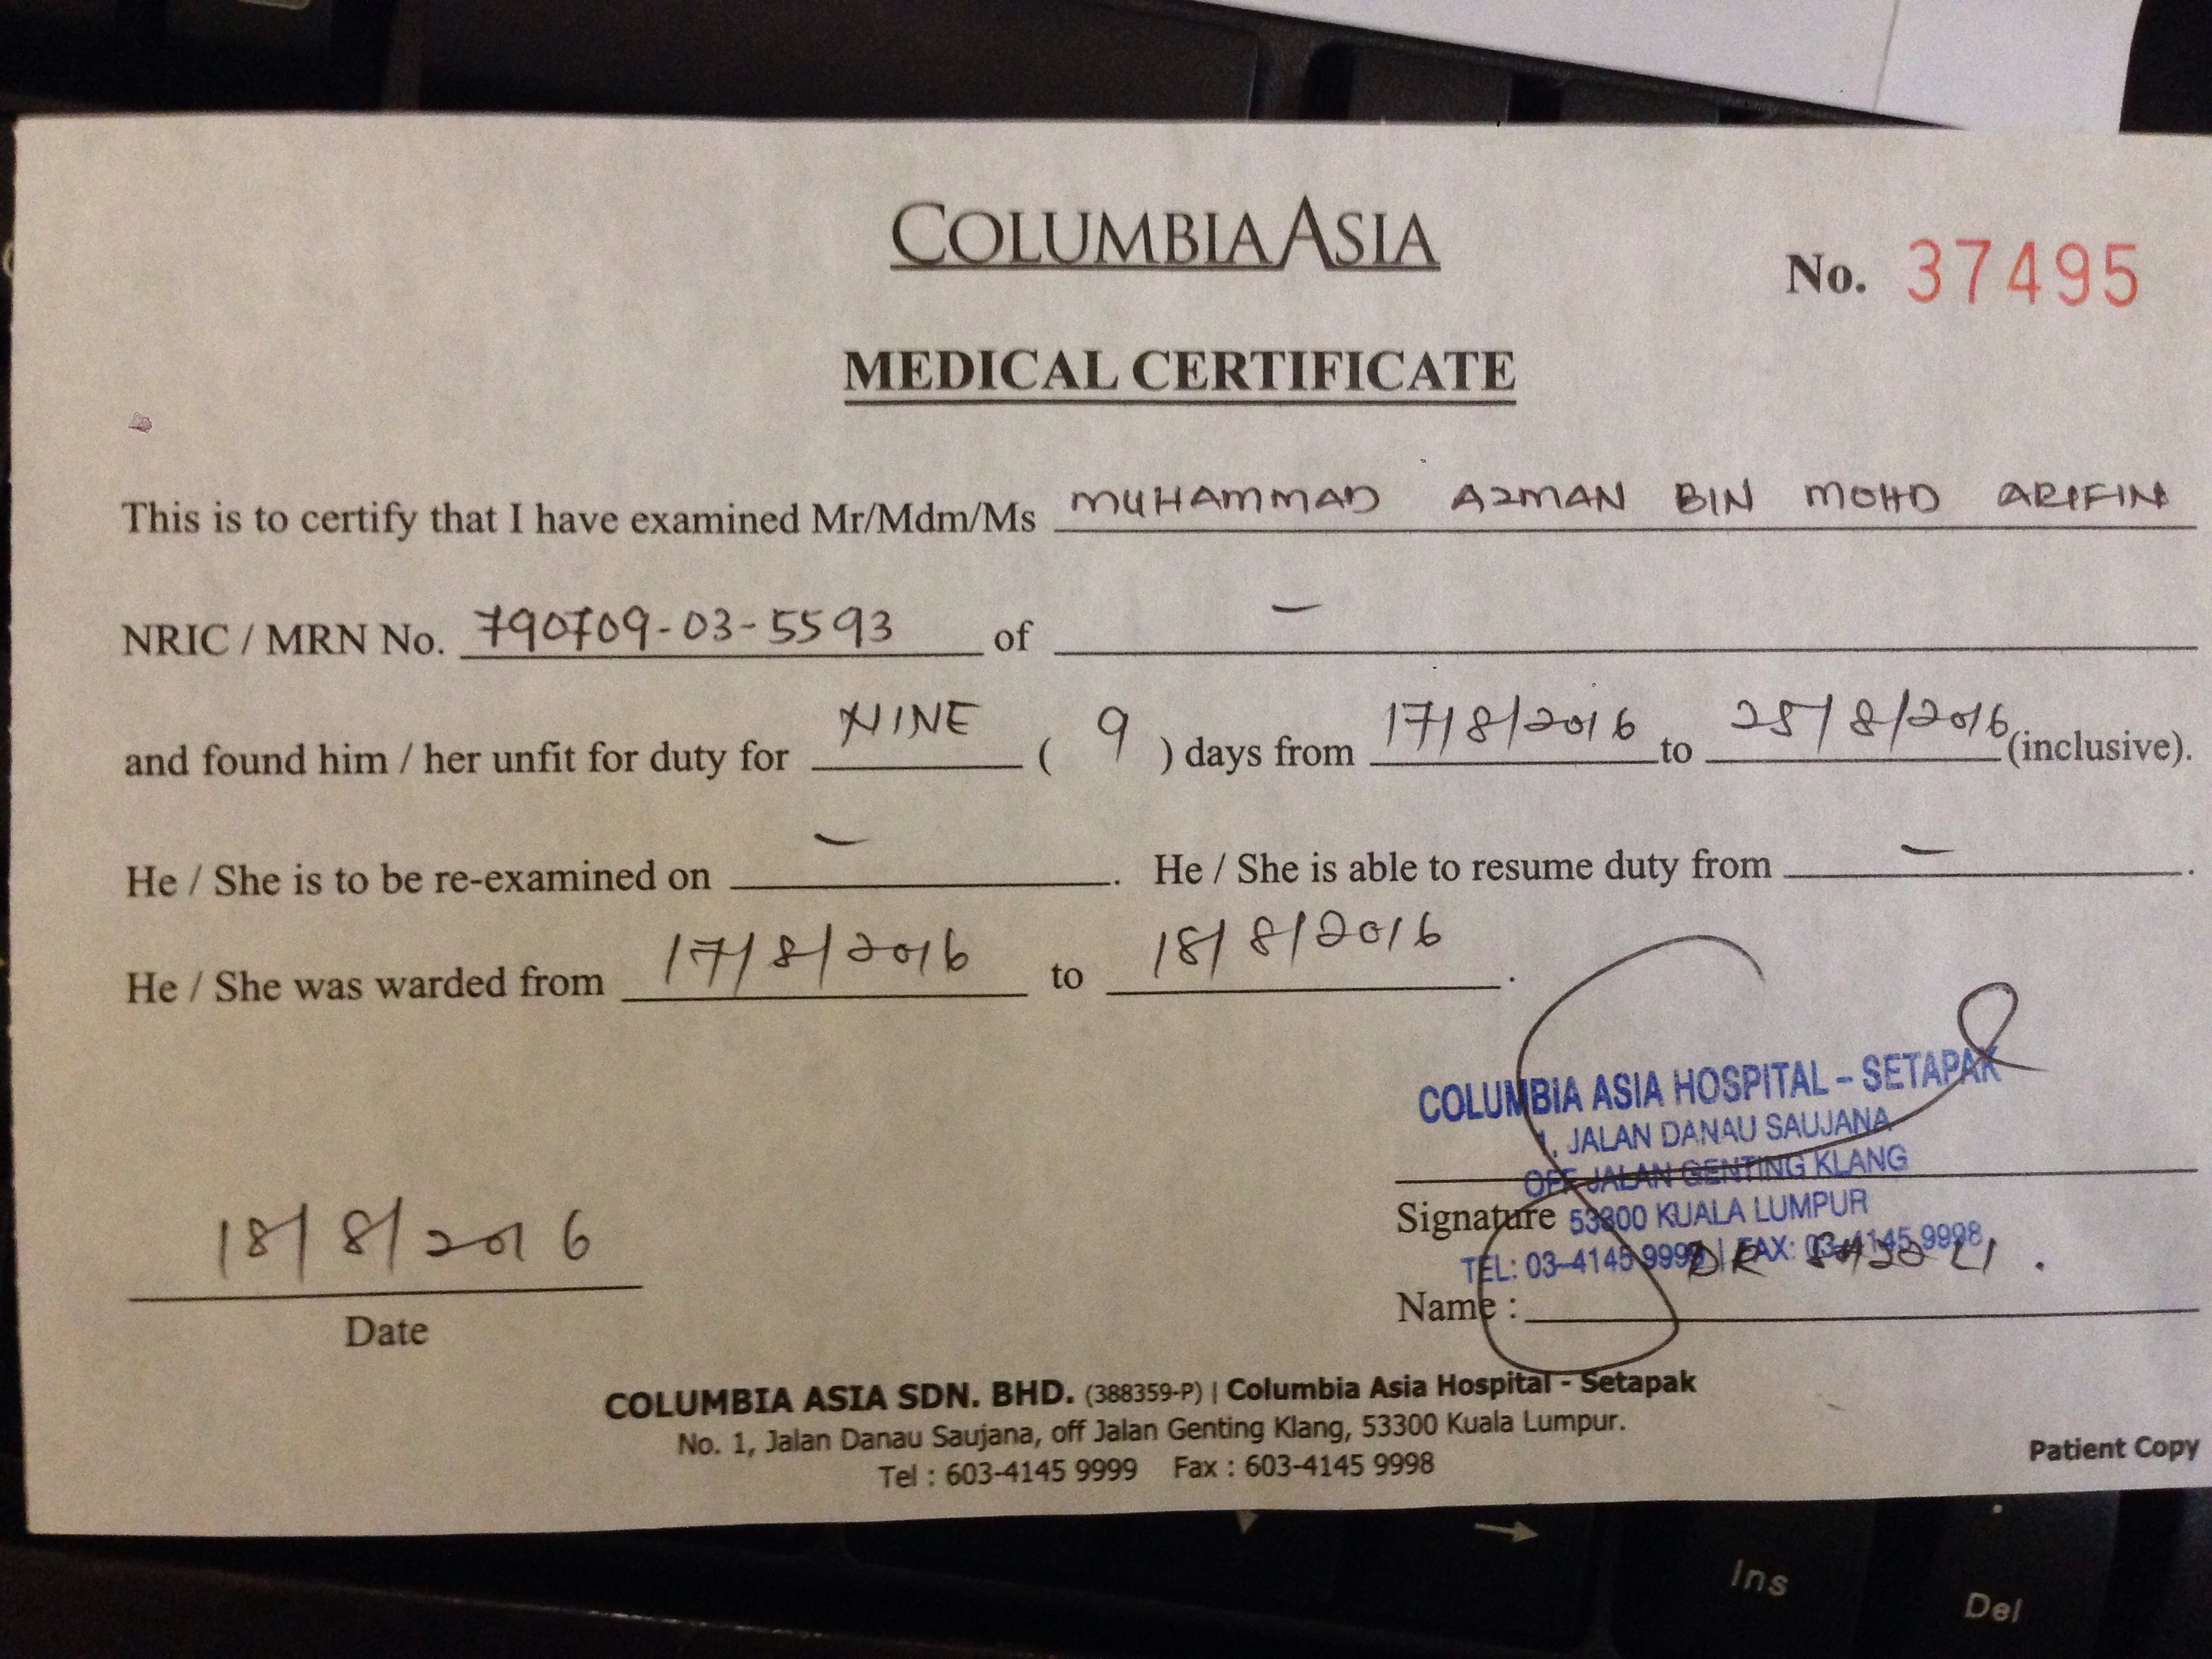 COLUMBIA ASIA
No. 37495
MEDICAL CERTIFICATE
This is to certify that I have examined Mr/Mdm/Ms MUHAMMAD AZMAN BIN MOHD ARIFIN
NRIC / MRN No. 790709-03-5593 of –
and found him / her unfit for duty for NINE ( 9 ) days from 17/8/2016 to 25/8/2016 (inclusive).
He / She is to be re-examined on – . He / She is able to resume duty from – .
He / She was warded from 17/8/2016 to 18/8/2016 .
COLUMBIA ASIA HOSPITAL – SETAPAK
1, JALAN DANAU SAUJANA
OFF JALAN GENTING KLANG
Signature 53300 KUALA LUMPUR
TEL: 03-4145 9999 | FAX: 03-4145 9998
DR
18/8/2016
Name :
Date
COLUMBIA ASIA SDN. BHD. (388359-P) | Columbia Asia Hospital - Setapak
No. 1, Jalan Danau Saujana, off Jalan Genting Klang, 53300 Kuala Lumpur.
Tel : 603-4145 9999 Fax : 603-4145 9998
Patient Copy
Ins
Del